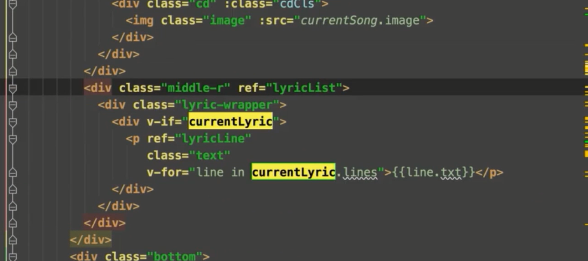 <div class="cd" :class="cdCls">
<img class="image" :src="currentSong.image">
</div>
</div>
</div>
<div class="middle-r" ref="lyricList">
<div class="lyric-wrapper">
<div v-if="currentLyric">
<p ref="lyricLine"
class="text"
v-for="line in currentLyric.lines">{{line.txt}}</p>
</div>
</div>
</div>
</div>
<div class="bottom">